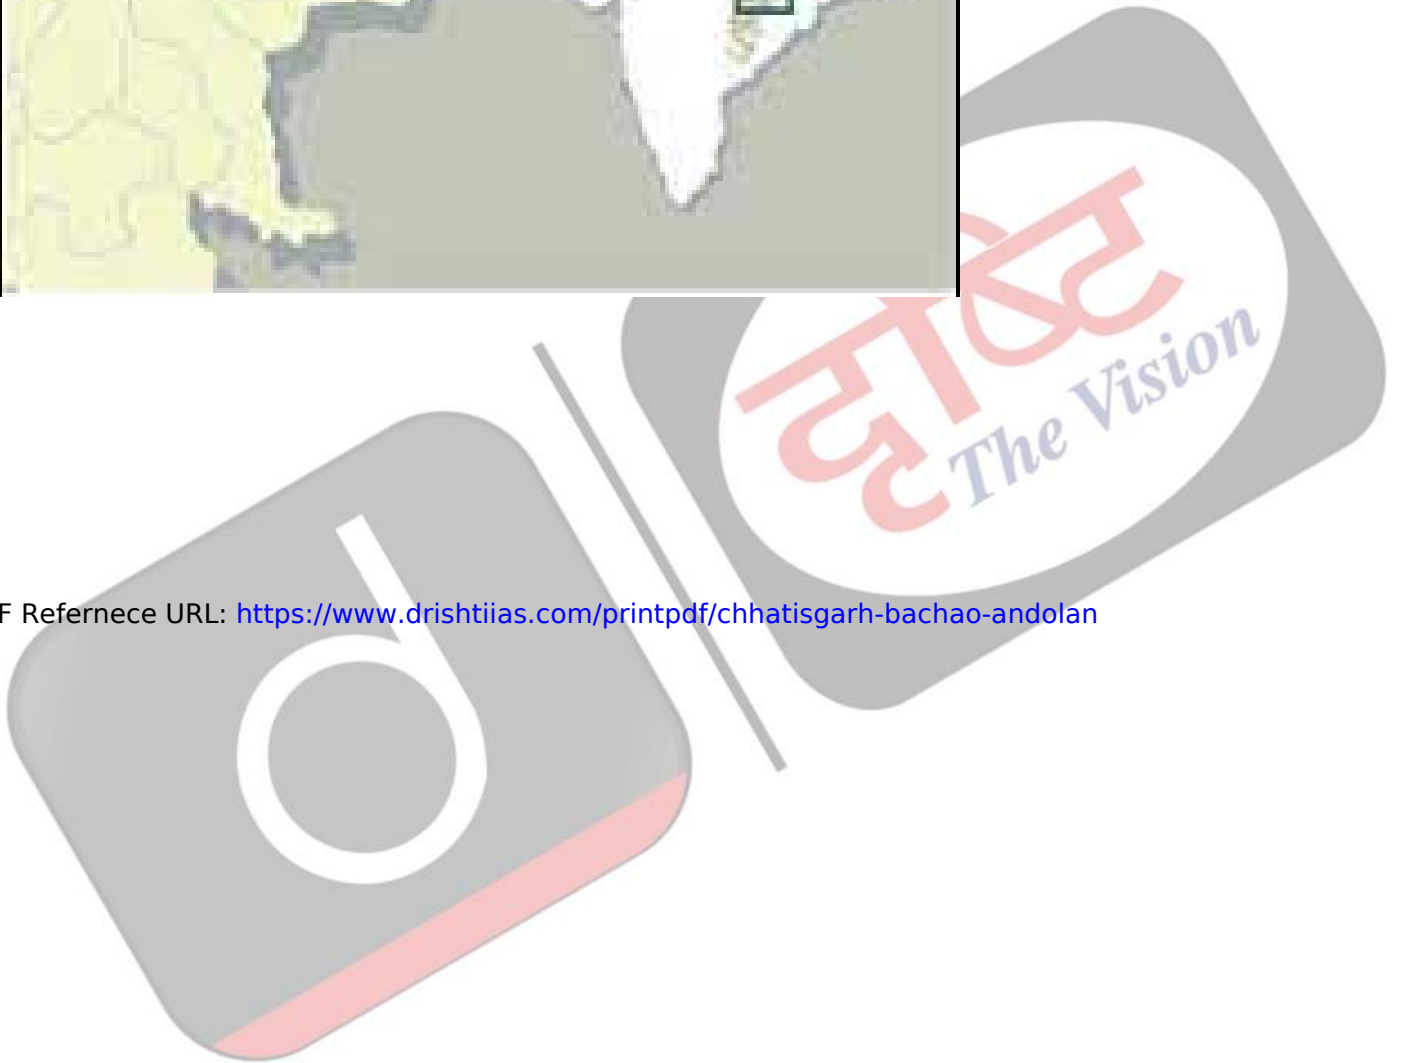 दृष्टि
The Vision
F Refernece URL: https://www.drishtiias.com/printpdf/chhatisgarh-bachao-andolan